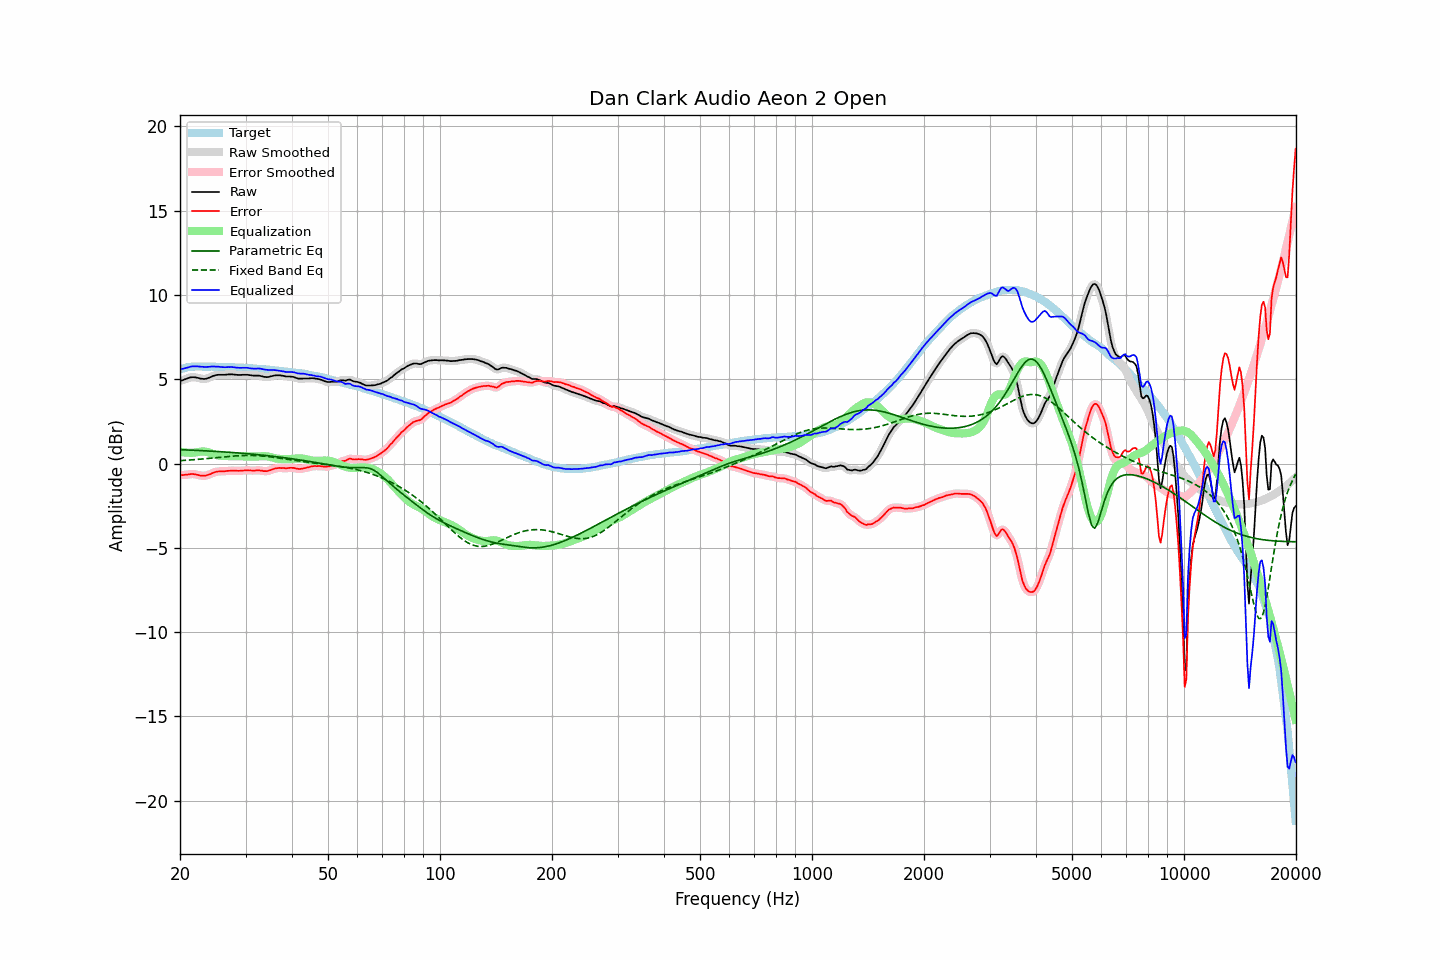 Dan Clark Audio Aeon 2 Open
Target
Raw Smoothed
Error Smoothed
Raw
Error
Equalization
Parametric Eq
Fixed Band Eq
Equalized
20
15
10
5
0
−5
−10
−15
−20
Amplitude (dBr)
20
50
100
200
500
1000
2000
5000
10000
20000
Frequency (Hz)